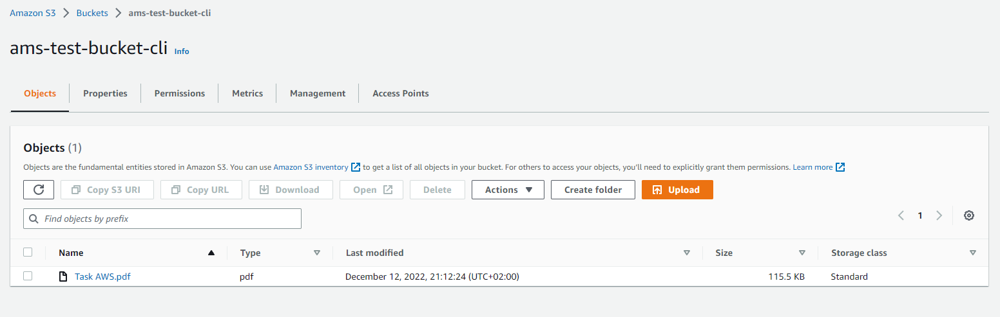 Amazon S3 > Buckets > ams-test-bucket-cli
ams-test-bucket-cli Info
Objects Properties Permissions Metrics Management Access Points
Objects (1)
Objects are the fundamental entities stored in Amazon S3. You can use Amazon S3 inventory to get a list of all objects in your bucket. For others to access your objects, you'll need to explicitly grant them permissions. Learn more
Copy S3 URI Copy URL Download Open Delete Actions Create folder Upload
Find objects by prefix 1
Name Type Last modified Size Storage class
Task AWS.pdf pdf December 12, 2022, 21:12:24 (UTC+02:00) 115.5 KB Standard